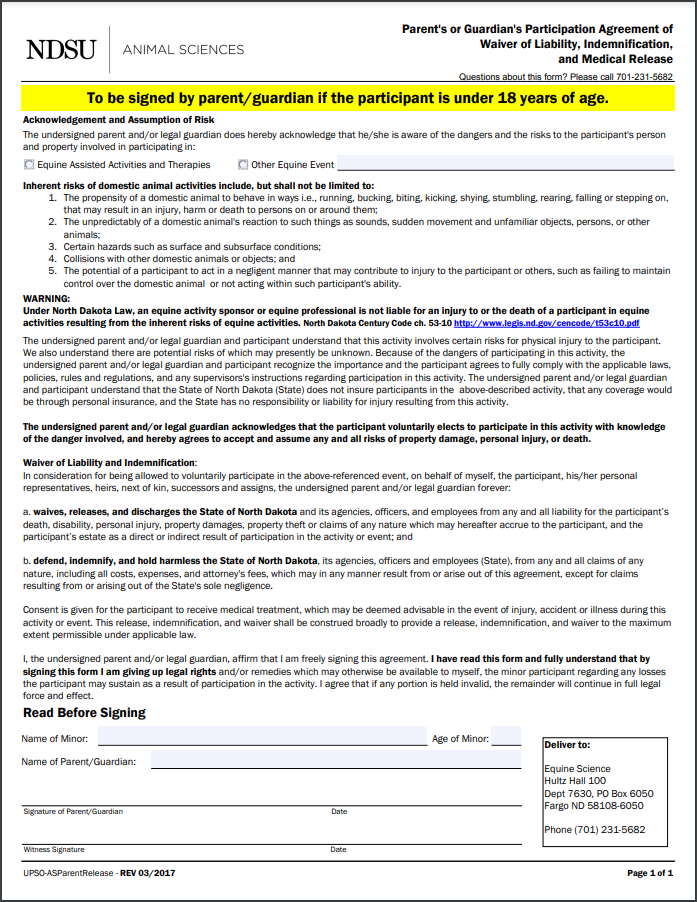 NDSU ANIMAL SCIENCES
Parent's or Guardian's Participation Agreement of
Waiver of Liability, Indemnification,
and Medical Release
Questions about this form? Please call 701-231-5682
To be signed by parent/guardian if the participant is under 18 years of age.
Acknowledgement and Assumption of Risk
The undersigned parent and/or legal guardian does hereby acknowledge that he/she is aware of the dangers and the risks to the participant's person
and property involved in participating in:
Equine Assisted Activities and Therapies Other Equine Event
Inherent risks of domestic animal activities include, but shall not be limited to:
1. The propensity of a domestic animal to behave in ways i.e., running, bucking, biting, kicking, shying, stumbling, rearing, falling or stepping on,
that may result in an injury, harm or death to persons on or around them;
2. The unpredictably of a domestic animal's reaction to such things as sounds, sudden movement and unfamiliar objects, persons, or other
animals;
3. Certain hazards such as surface and subsurface conditions;
4. Collisions with other domestic animals or objects; and
5. The potential of a participant to act in a negligent manner that may contribute to injury to the participant or others, such as failing to maintain
control over the domestic animal or not acting within such participant's ability.
WARNING:
Under North Dakota Law, an equine activity sponsor or equine professional is not liable for an injury to or the death of a participant in equine
activities resulting from the inherent risks of equine activities. North Dakota Century Code ch. 53-10 http://www.legis.nd.gov/cencode/t53c10.pdf
The undersigned parent and/or legal guardian and participant understand that this activity involves certain risks for physical injury to the participant.
We also understand there are potential risks of which may presently be unknown. Because of the dangers of participating in this activity, the
undersigned parent and/or legal guardian and participant recognize the importance and the participant agrees to fully comply with the applicable laws,
policies, rules and regulations, and any supervisor's instructions regarding participation in this activity. The undersigned parent and/or legal guardian
and participant understand that the State of North Dakota (State) does not insure participants in the above-described activity, that any coverage would
be through personal insurance, and the State has no responsibility or liability for injury resulting from this activity.
The undersigned parent and/or legal guardian acknowledges that the participant voluntarily elects to participate in this activity with knowledge
of the danger involved, and hereby agrees to accept and assume any and all risks of property damage, personal injury, or death.
Waiver of Liability and Indemnification:
In consideration for being allowed to voluntarily participate in the above-referenced event, on behalf of myself, the participant, his/her personal
representatives, heirs, next of kin, successors and assigns, the undersigned parent and/or legal guardian forever:
a. waives, releases, and discharges the State of North Dakota and its agencies, officers, and employees from any and all liability for the participant's
death, disability, personal injury, property damages, property theft or claims of any nature which may hereafter accrue to the participant, and the
participant's estate as a direct or indirect result of participation in the activity or event; and
b. defend, indemnify, and hold harmless the State of North Dakota, its agencies, officers and employees (State), from any and all claims of any
nature, including all costs, expenses, and attorney's fees, which may in any manner result from or arise out of this agreement, except for claims
resulting from or arising out of the State's sole negligence.
Consent is given for the participant to receive medical treatment, which may be deemed advisable in the event of injury, accident or illness during this
activity or event. This release, indemnification, and waiver shall be construed broadly to provide a release, indemnification, and waiver to the maximum
extent permissible under applicable law.
I, the undersigned parent and/or legal guardian, affirm that I am freely signing this agreement. I have read this form and fully understand that by
signing this form I am giving up legal rights and/or remedies which may otherwise be available to myself, the minor participant regarding any losses
the participant may sustain as a result of participation in the activity. I agree that if any portion is held invalid, the remainder will continue in full legal
force and effect.
Read Before Signing
Name of Minor: Age of Minor:
Name of Parent/Guardian:
Signature of Parent/Guardian Date
Witness Signature Date
Deliver to:
Equine Science
Hultz Hall 100
Dept 7630, PO Box 6050
Fargo ND 58108-6050
Phone (701) 231-5682
UPSO-ASParentRelease - REV 03/2017 Page 1 of 1